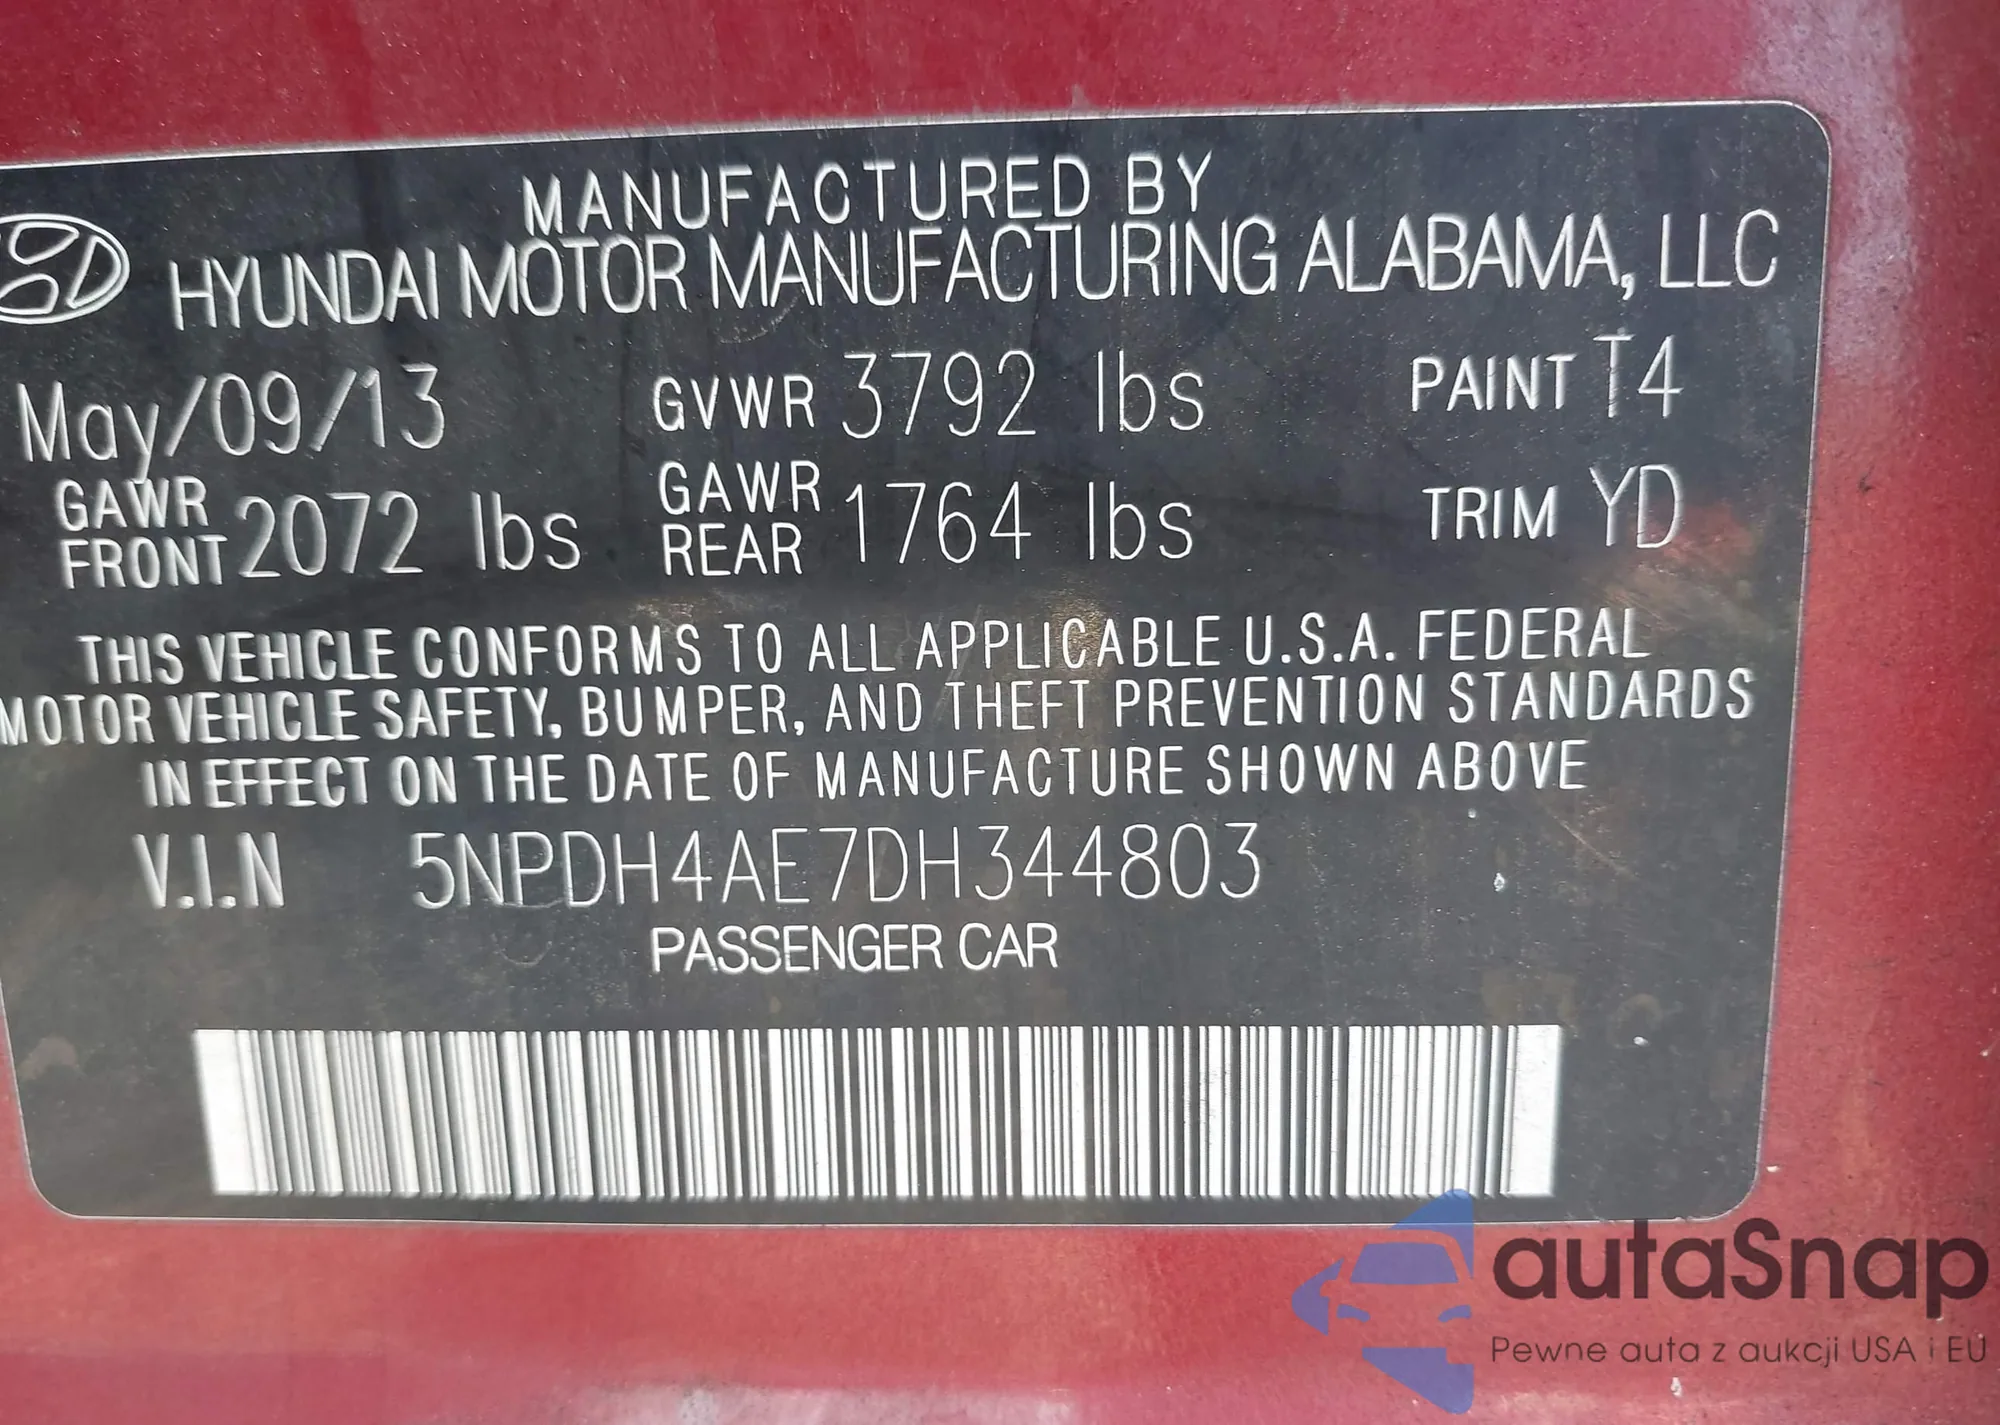 MANUFACTURED BY
HYUNDAI MOTOR MANUFACTURING ALABAMA, LLC
May/09/13 GVWR 3792 lbs PAINT T4
GAWR FRONT 2072 lbs GAWR REAR 1764 lbs TRIM YD
THIS VEHICLE CONFORMS TO ALL APPLICABLE U.S.A. FEDERAL
MOTOR VEHICLE SAFETY, BUMPER, AND THEFT PREVENTION STANDARDS
IN EFFECT ON THE DATE OF MANUFACTURE SHOWN ABOVE
V.I.N 5NPDH4AE7DH344803
PASSENGER CAR
autaSnap
Pewne auta z aukcji USA i EU